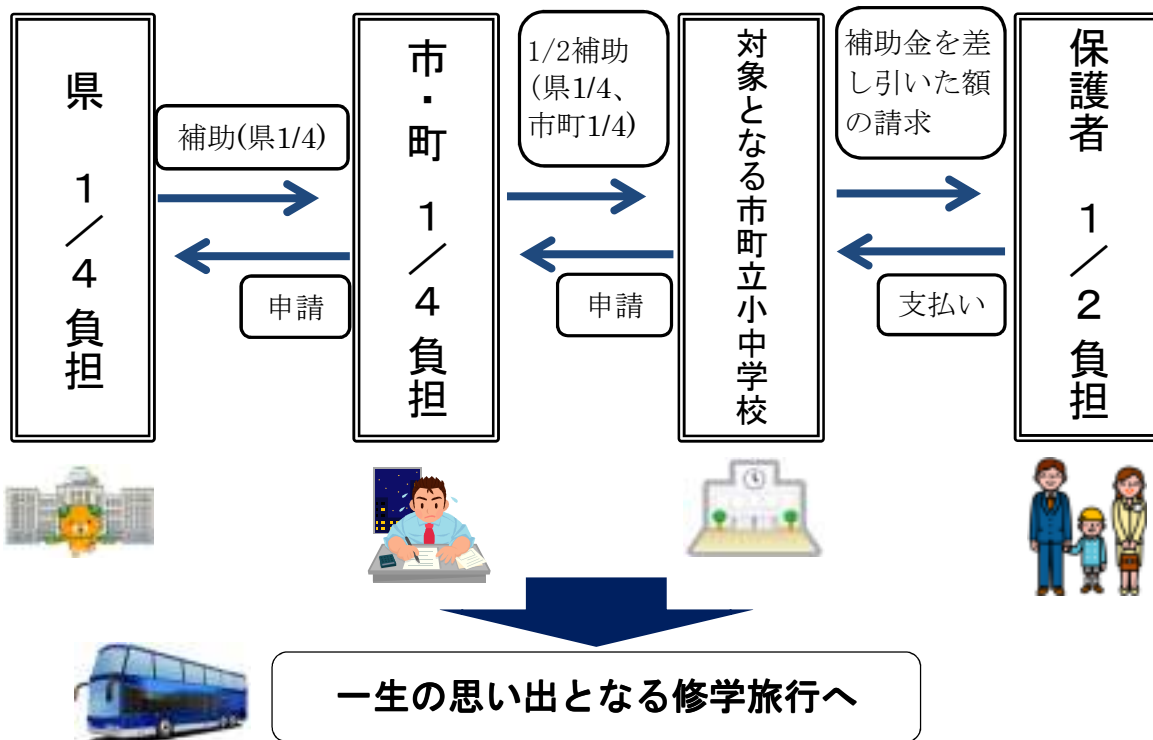 県 1／4負担
補助(県1/4)
申請
市・町 1／4負担
1/2補助
(県1/4、
市町1/4)
申請
対象となる市町立小中学校
補助金を差
し引いた額
の請求
支払い
保護者 1／2負担
一生の思い出となる修学旅行へ